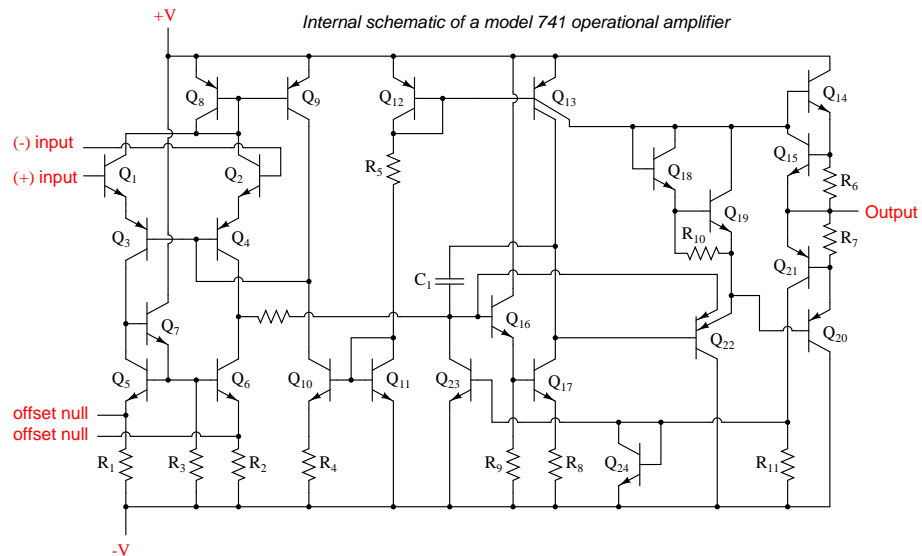 Internal schematic of a model 741 operational amplifier
+V
Q8
Q9
Q12
Q13
Q14
(-) input
(+) input
Q1
Q2
R5
Q18
Q15
R6
Q19
Output
Q3
Q4
R10
R7
C1
Q21
Q7
Q16
Q22
Q20
Q5
Q6
Q10
Q11
Q23
Q17
offset null
offset null
R1
R3
R2
R4
R9
R8
Q24
R11
-V